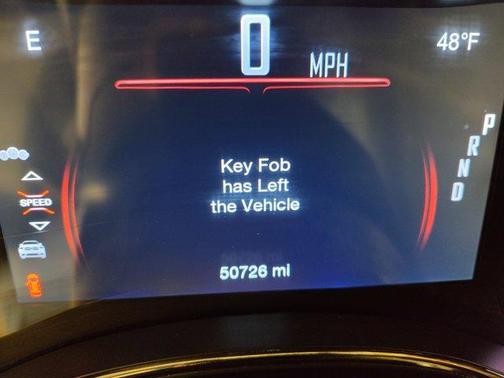 E
0
MPH
48°F
P
R
N
D
Key Fob
has Left
the Vehicle
SPEED
50726 mi